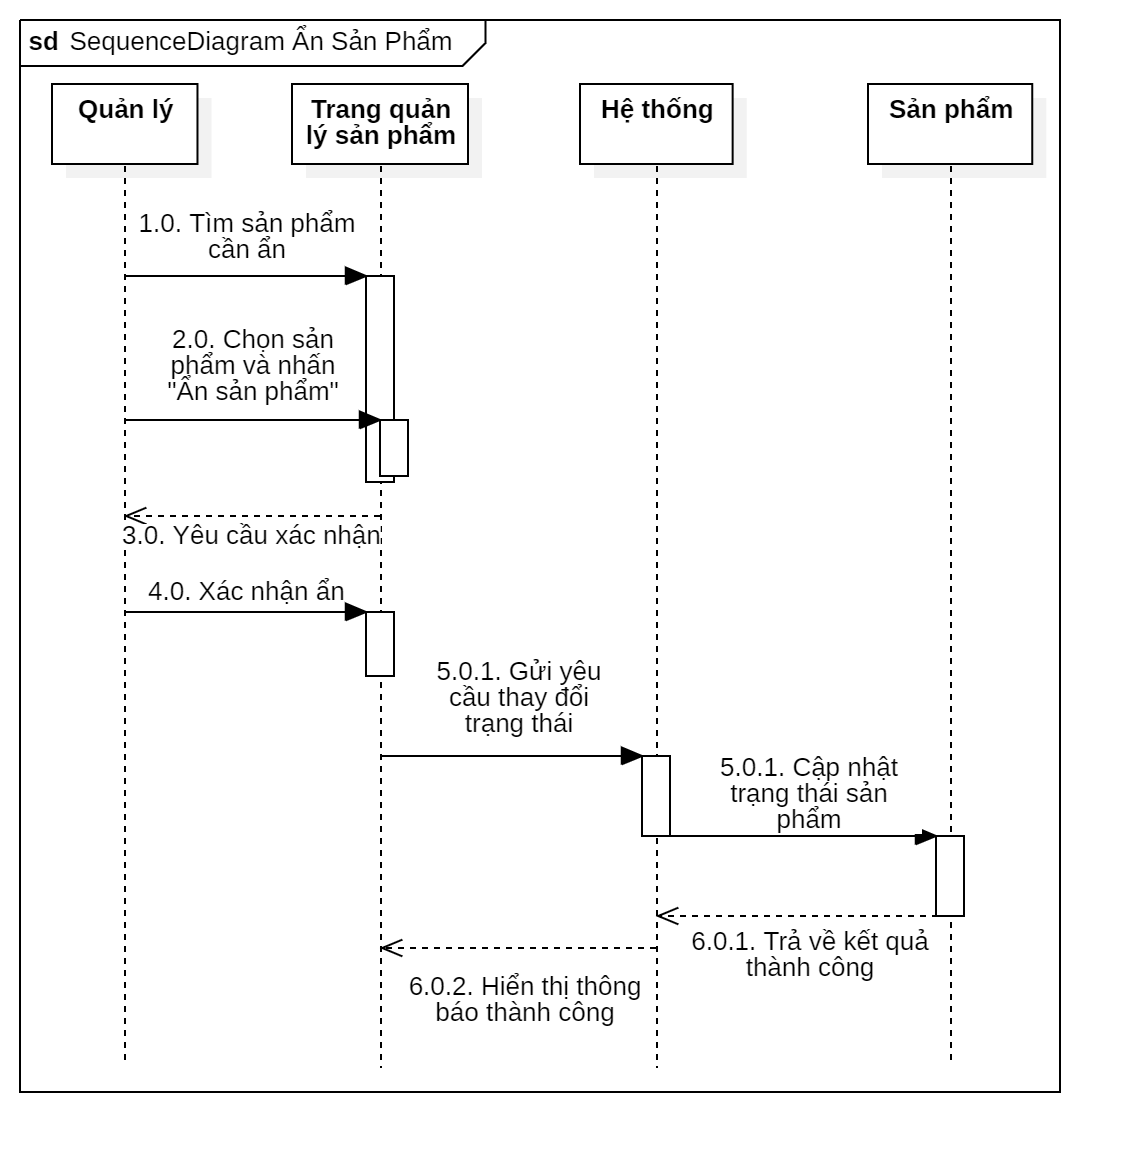 sd SequenceDiagram Ẩn Sản Phẩm
Quản lý
Trang quản
lý sản phẩm
Hệ thống
Sản phẩm
1.0. Tìm sản phẩm
cần ẩn
2.0. Chọn sản
phẩm và nhấn
"Ẩn sản phẩm"
3.0. Yêu cầu xác nhận
4.0. Xác nhận ẩn
5.0.1. Gửi yêu
cầu thay đổi
trạng thái
5.0.1. Cập nhật
trạng thái sản
phẩm
6.0.1. Trả về kết quả
thành công
6.0.2. Hiển thị thông
báo thành công